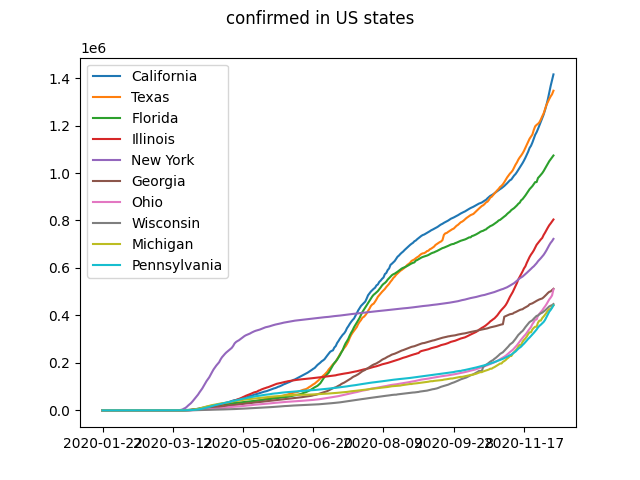 confirmed in US states
1e6
1.4
1.2
1.0
0.8
0.6
0.4
0.2
0.0
California
Texas
Florida
Illinois
New York
Georgia
Ohio
Wisconsin
Michigan
Pennsylvania
2020-01-22 2020-03-12 2020-05-01 2020-06-20 2020-08-09 2020-09-28 2020-11-17